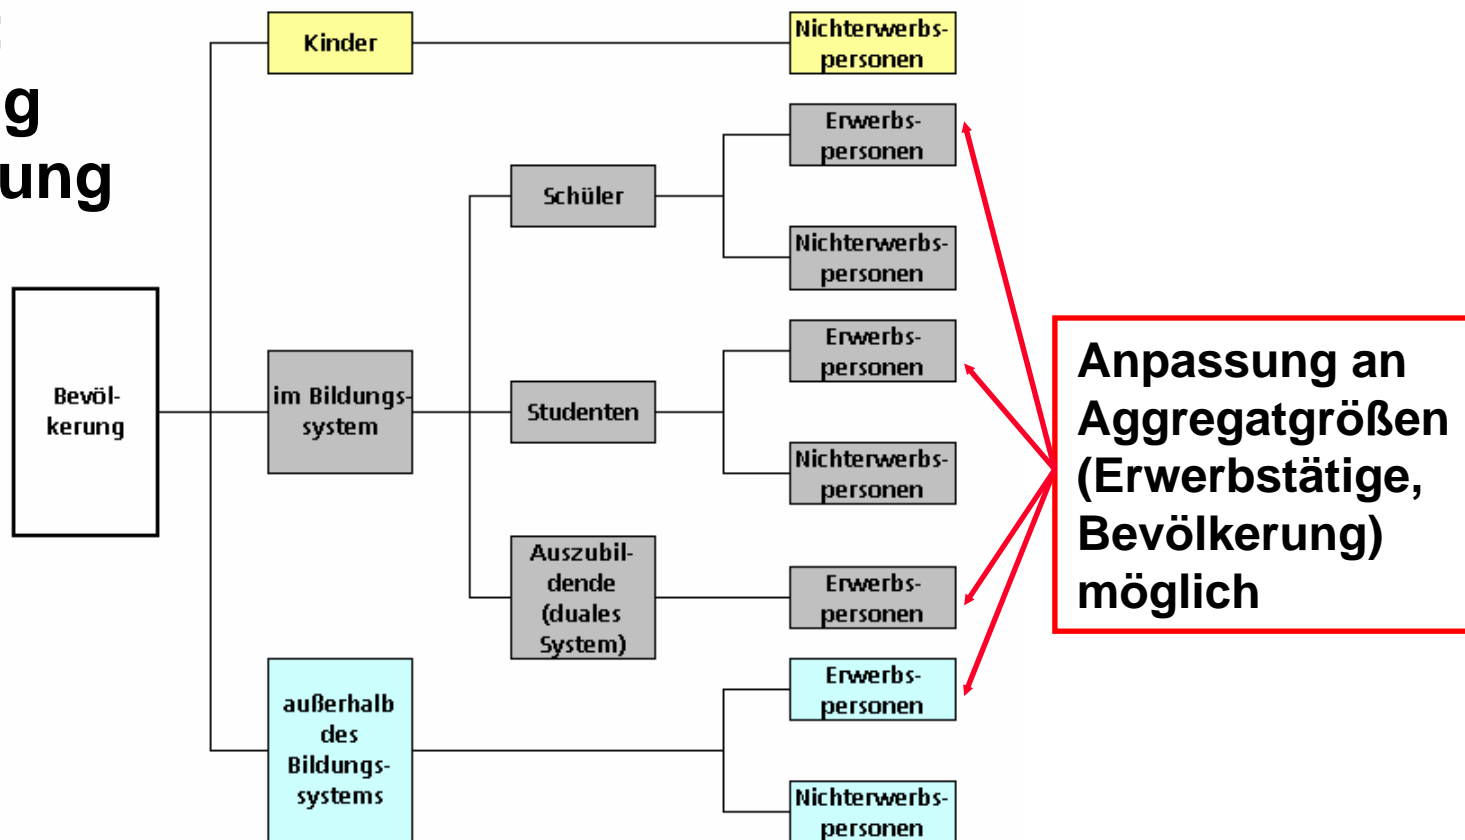 g
ung
Kinder
Nichterwerbs-
personen
Erwerbs-
personen
Schüler
Nichterwerbs-
personen
Bevöl-
kerung
im Bildungs-
system
Studenten
Erwerbs-
personen
Nichterwerbs-
personen
Auszubil-
dende
(duales
System)
Erwerbs-
personen
außerhalb
des
Bildungs-
systems
Erwerbs-
personen
Nichterwerbs-
personen
Anpassung an
Aggregatgrößen
(Erwerbstätige,
Bevölkerung)
möglich